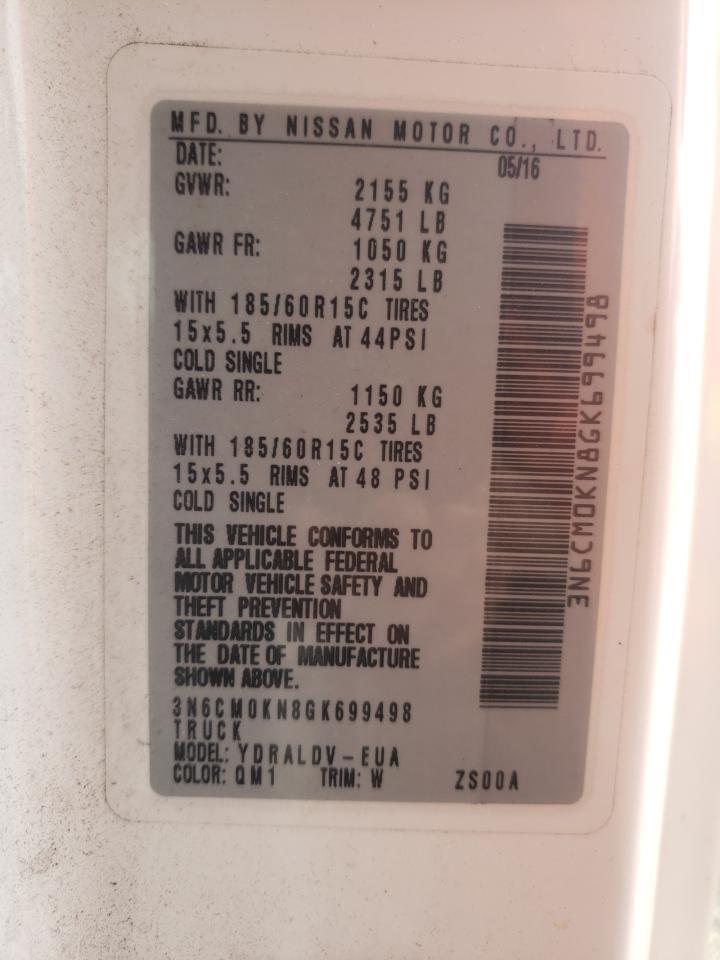 MFD. BY NISSAN MOTOR CO., LTD.
DATE: 05/16
GVWR: 2155 KG
4751 LB
GAWR FR: 1050 KG
2315 LB
WITH 185/60R15C TIRES
15x5.5 RIMS AT 44PSI
COLD SINGLE
GAWR RR: 1150 KG
2535 LB
WITH 185/60R15C TIRES
15x5.5 RIMS AT 48 PSI
COLD SINGLE
THIS VEHICLE CONFORMS TO
ALL APPLICABLE FEDERAL
MOTOR VEHICLE SAFETY AND
THEFT PREVENTION
STANDARDS IN EFFECT ON
THE DATE OF MANUFACTURE
SHOWN ABOVE.
3N6CM0KN8GK699498
TRUCK
MODEL: YDRALDV-EUA
COLOR: QM1 TRIM: W ZS00A
3N6CM0KN8GK699498